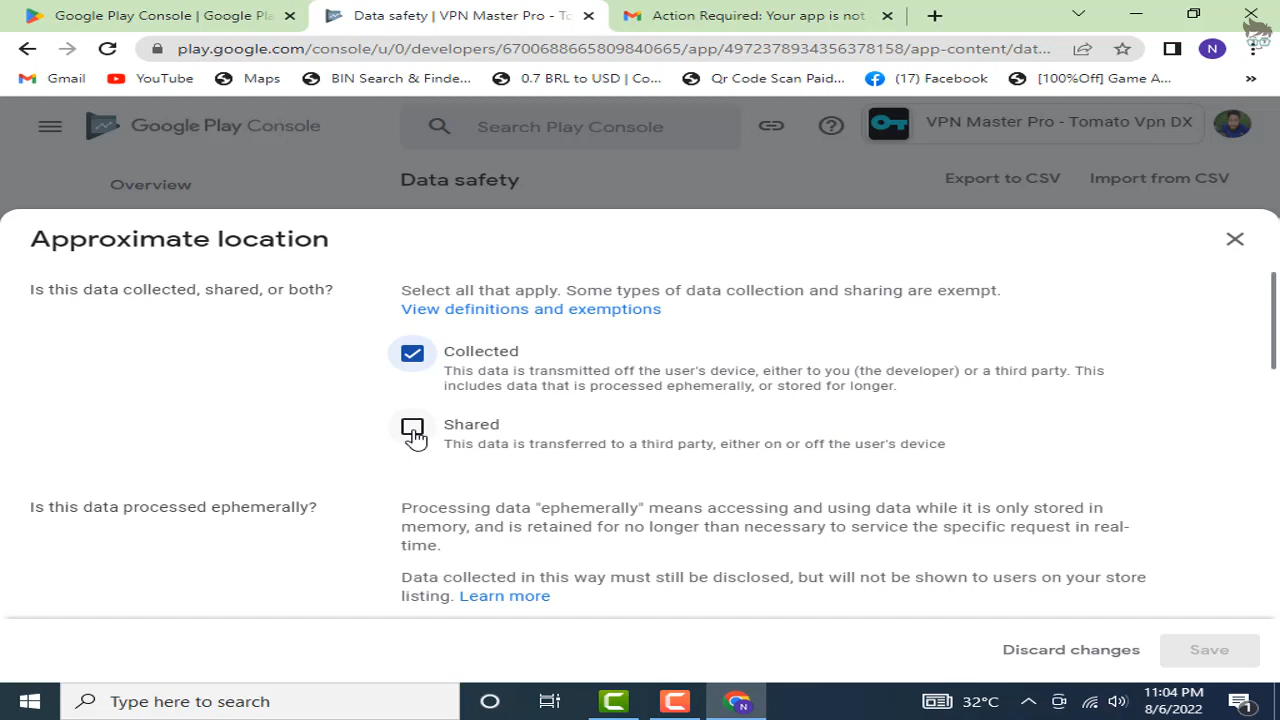 Google Play Console | Google Pla
Data safety | VPN Master Pro - To
Action Required: Your app is not
play.google.com/console/u/0/developers/6700688665809840665/app/4972378934356378158/app-content/dat...
N
Gmail
YouTube
Maps
BIN Search & Finde...
0.7 BRL to USD | Co...
Qr Code Scan Paid...
(17) Facebook
[100%Off] Game A...
»
Google Play Console
Search Play Console
VPN Master Pro - Tomato Vpn DX
Overview
Data safety
Export to CSV
Import from CSV
Approximate location
Is this data collected, shared, or both?
Select all that apply. Some types of data collection and sharing are exempt.
View definitions and exemptions
Collected
This data is transmitted off the user's device, either to you (the developer) or a third party. This
includes data that is processed ephemerally, or stored for longer.
Shared
This data is transferred to a third party, either on or off the user's device
Is this data processed ephemerally?
Processing data "ephemerally" means accessing and using data while it is only stored in
memory, and is retained for no longer than necessary to service the specific request in real-
time.
Data collected in this way must still be disclosed, but will not be shown to users on your store
listing. Learn more
Discard changes
Save
Type here to search
32°C
11:04 PM
8/6/2022
1